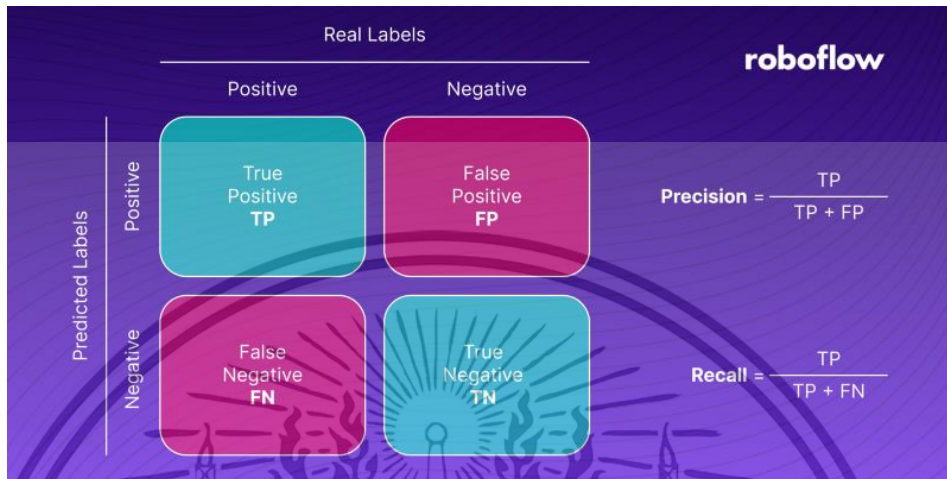 Real Labels
roboflow
Positive Negative
Predicted Labels
Positive
True
Positive
TP
False
Positive
FP
Precision = TP / TP + FP
Negative
False
Negative
FN
True
Negative
TN
Recall = TP / TP + FN